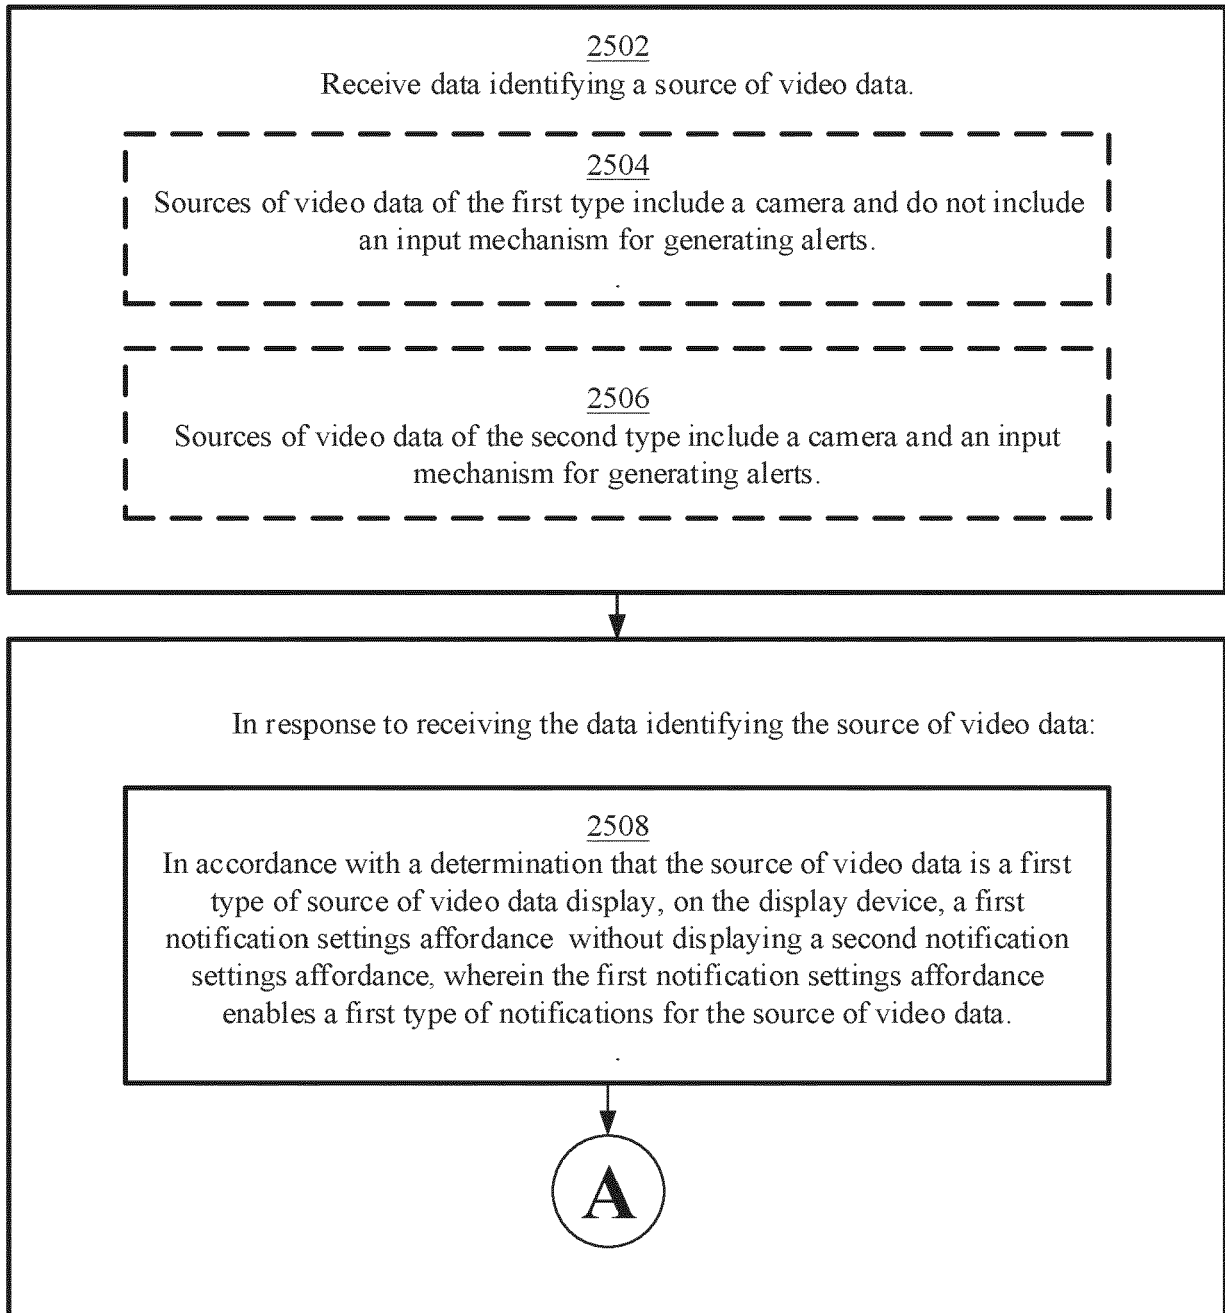 2502
Receive data identifying a source of video data.
2504
Sources of video data of the first type include a camera and do not include
an input mechanism for generating alerts.
.
2506
Sources of video data of the second type include a camera and an input
mechanism for generating alerts.
In response to receiving the data identifying the source of video data:
2508
In accordance with a determination that the source of video data is a first
type of source of video data display, on the display device, a first
notification settings affordance without displaying a second notification
settings affordance, wherein the first notification settings affordance
enables a first type of notifications for the source of video data.
.
A